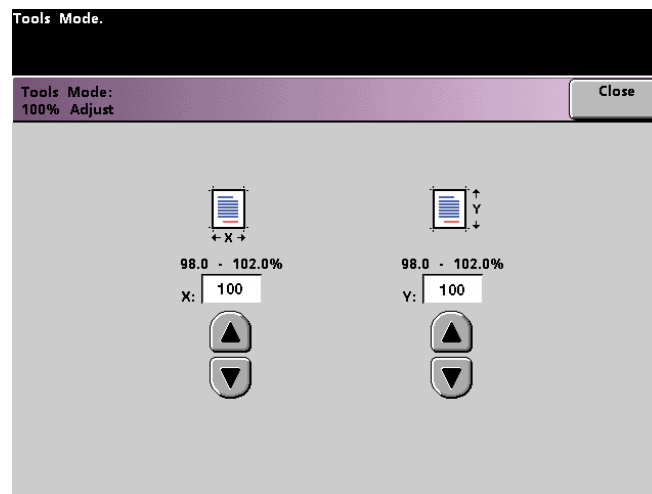 Tools Mode.
Tools Mode:
100% Adjust
Close
X
Y
98.0 - 102.0%
98.0 - 102.0%
X: 100
Y: 100